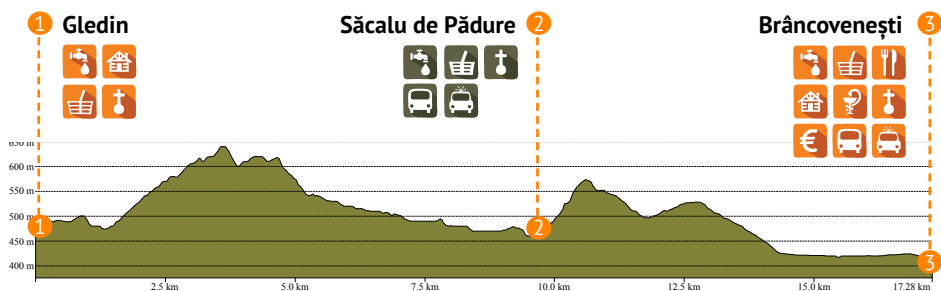 1 Gledin
Săcalu de Pădure 2
Brâncovenești 3
€
650 m
600 m
550 m
500 m
450 m
400 m
1
2
3
2.5 km 5.0 km 7.5 km 10.0 km 12.5 km 15.0 km 17.28 km